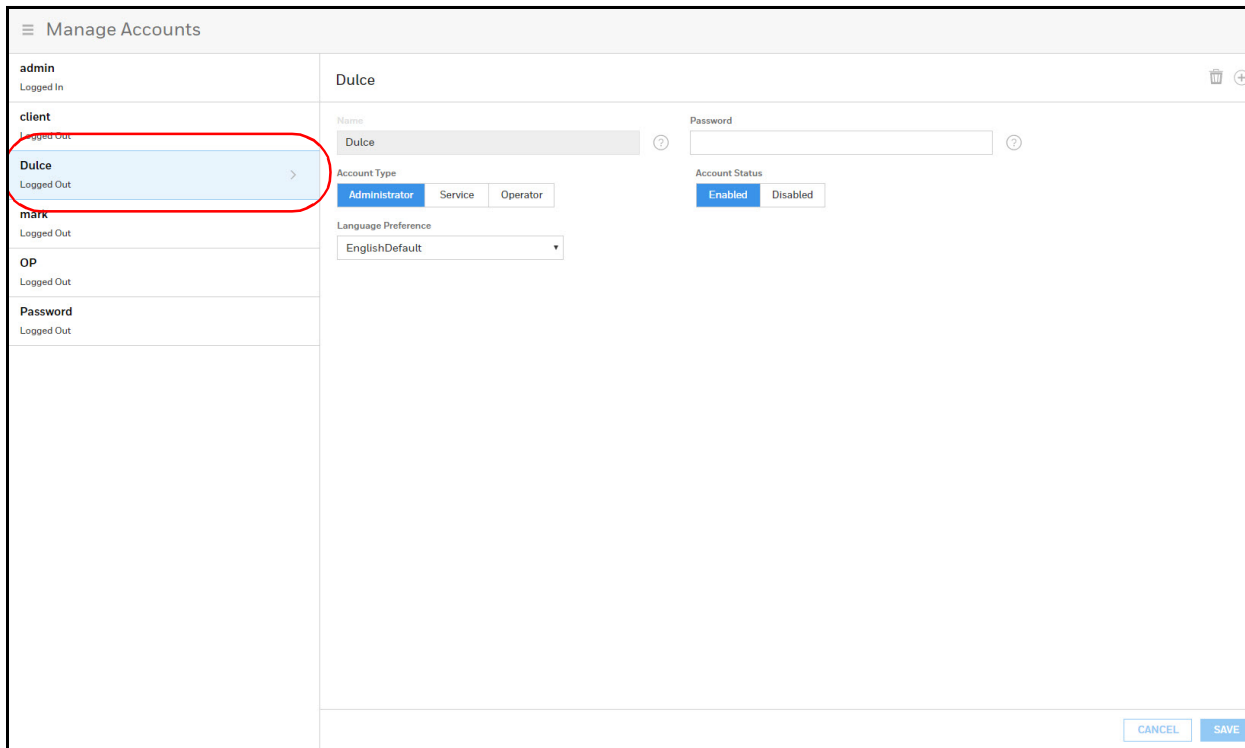 Manage Accounts
admin
Logged In
client
Logged Out
Dulce
Logged Out
mark
Logged Out
OP
Logged Out
Password
Logged Out
Dulce
Name
Password
Dulce
Account Type
Account Status
Administrator Service Operator
Enabled Disabled
Language Preference
EnglishDefault
CANCEL SAVE